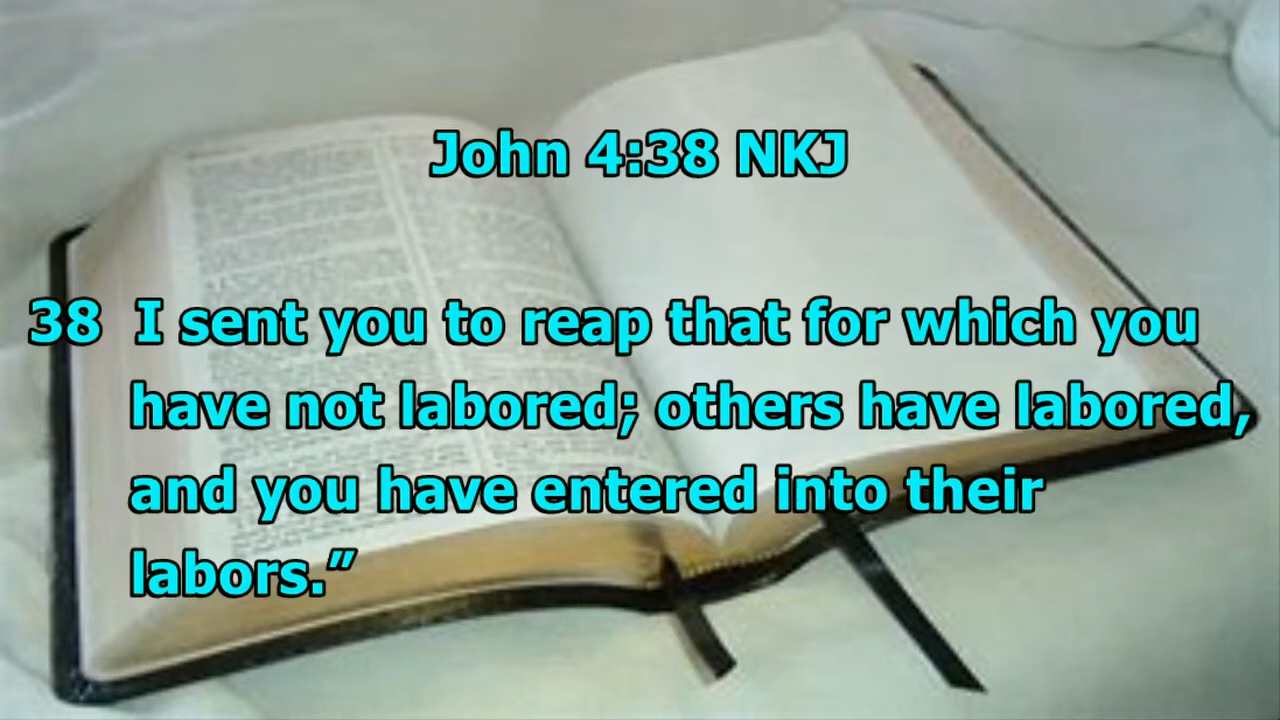 John 4:38 NKJ
38 I sent you to reap that for which you
have not labored; others have labored,
and you have entered into their
labors.”